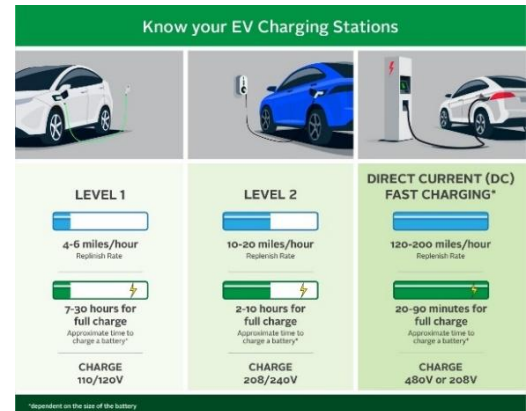 Know your EV Charging Stations
LEVEL 1
4-6 miles/hour
Replinish Rate
7-30 hours for
full charge
Approximate time to
charge a battery*
CHARGE
110/120V
LEVEL 2
10-20 miles/hour
Replinish Rate
2-10 hours for
full charge
Approximate time to
charge a battery*
CHARGE
208/240V
DIRECT CURRENT (DC)
FAST CHARGING*
120-200 miles/hour
Replinish Rate
20-90 minutes for
full charge
Approximate time to
charge a battery*
CHARGE
480V or 208V
*dependent on the size of the battery